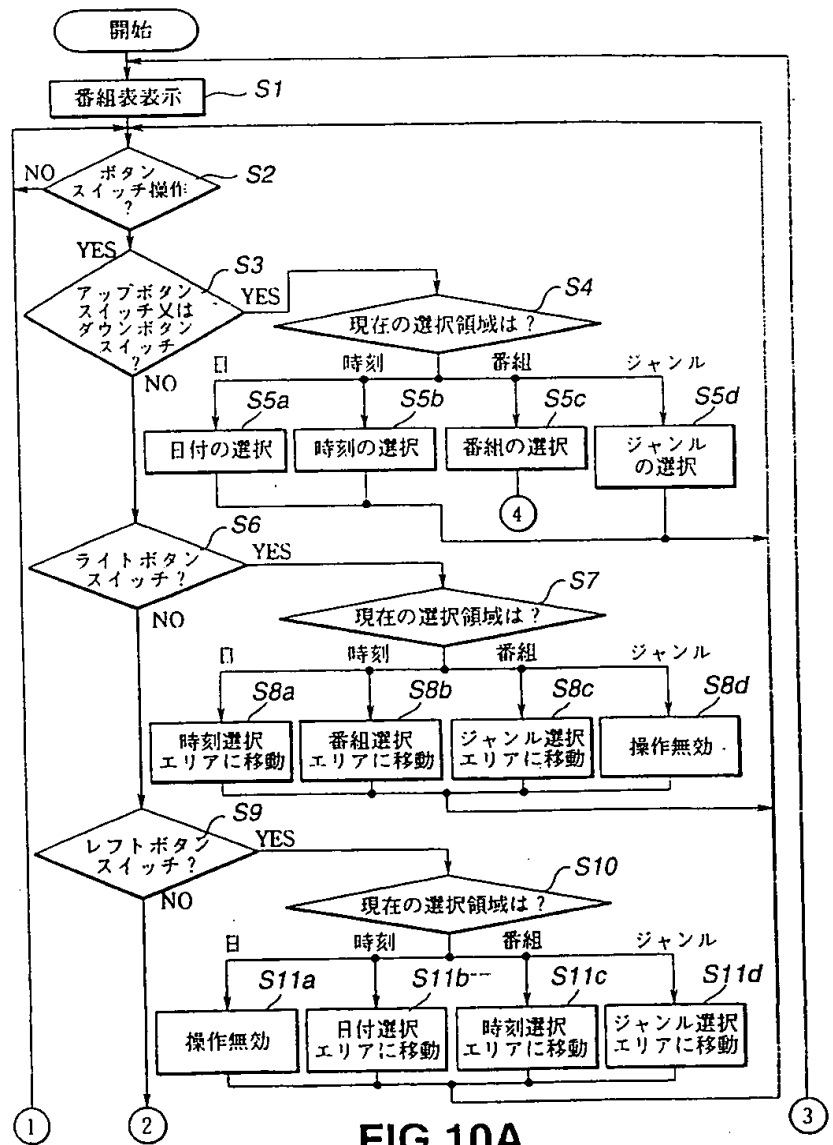 開始
番組表表示
S1
NO
ボタン
スイッチ操作
?
S2
YES
アップボタン
スイッチ又は
ダウンボタン
スイッチ
?
S3
YES
NO
現在の選択領域は?
S4
日
時刻
番組
ジャンル
S5a
S5b
S5c
S5d
日付の選択
時刻の選択
番組の選択
ジャンル
の選択
4
ライトボタン
スイッチ?
S6
YES
NO
現在の選択領域は?
S7
日
時刻
番組
ジャンル
S8a
S8b
S8c
S8d
時刻選択
エリアに移動
番組選択
エリアに移動
ジャンル選択
エリアに移動
操作無効
レフトボタン
スイッチ?
S9
YES
NO
現在の選択領域は?
S10
日
時刻
番組
ジャンル
S11a
S11b
S11c
S11d
操作無効
日付選択
エリアに移動
時刻選択
エリアに移動
ジャンル選択
エリアに移動
1
2
3
FIG.10A